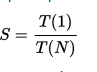 S = T(1) / T(N)